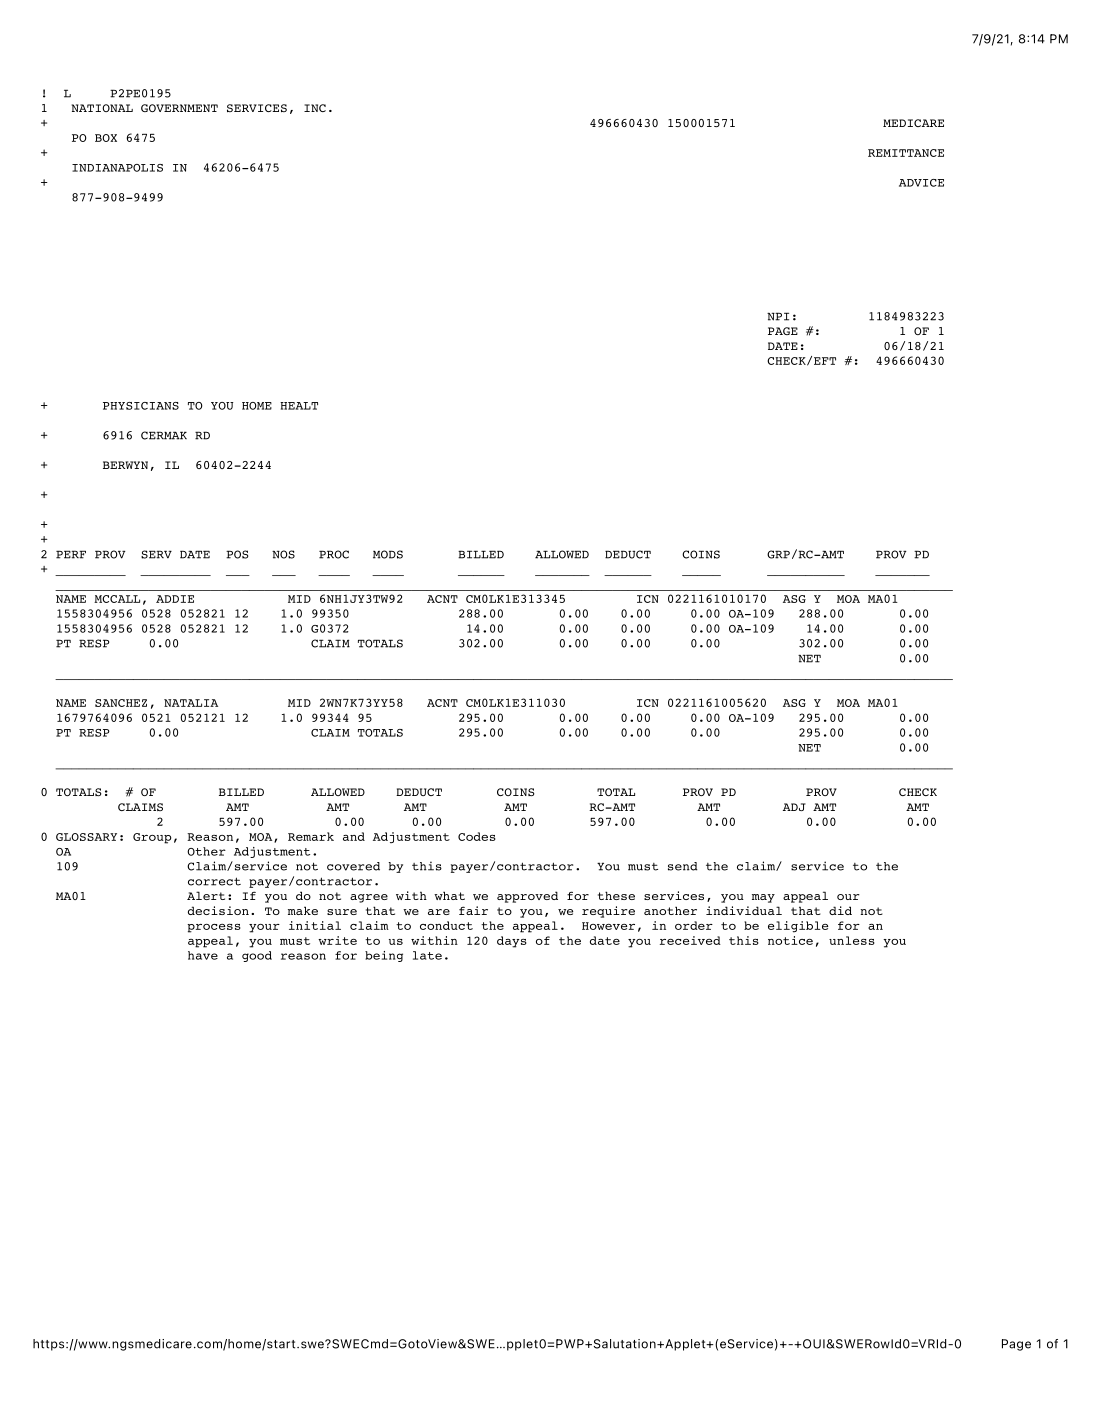 7/9/21, 8:14 PM
! L P2PE0195
1 NATIONAL GOVERNMENT SERVICES, INC.
+ 496660430 150001571 MEDICARE
PO BOX 6475
+ REMITTANCE
INDIANAPOLIS IN 46206-6475
+ ADVICE
877-908-9499
NPI: 1184983223
PAGE #: 1 OF 1
DATE: 06/18/21
CHECK/EFT #: 496660430
+ PHYSICIANS TO YOU HOME HEALT
+ 6916 CERMAK RD
+ BERWYN, IL 60402-2244
+
+
+
2 PERF PROV SERV DATE POS NOS PROC MODS BILLED ALLOWED DEDUCT COINS GRP/RC-AMT PROV PD
+ _________ _________ ___ ___ ____ ____ ______ _______ ______ _____ __________ _______
NAME MCCALL, ADDIE MID 6NH1JY3TW92 ACNT CM0LK1E313345 ICN 0221161010170 ASG Y MOA MA01
1558304956 0528 052821 12 1.0 99350 288.00 0.00 0.00 0.00 OA-109 288.00 0.00
1558304956 0528 052821 12 1.0 G0372 14.00 0.00 0.00 0.00 OA-109 14.00 0.00
PT RESP 0.00 CLAIM TOTALS 302.00 0.00 0.00 0.00 302.00 0.00
NET 0.00
NAME SANCHEZ, NATALIA MID 2WN7K73YY58 ACNT CM0LK1E311030 ICN 0221161005620 ASG Y MOA MA01
1679764096 0521 052121 12 1.0 99344 95 295.00 0.00 0.00 0.00 OA-109 295.00 0.00
PT RESP 0.00 CLAIM TOTALS 295.00 0.00 0.00 0.00 295.00 0.00
NET 0.00
0 TOTALS: # OF BILLED ALLOWED DEDUCT COINS TOTAL PROV PD PROV CHECK
CLAIMS AMT AMT AMT AMT RC-AMT AMT ADJ AMT AMT
2 597.00 0.00 0.00 0.00 597.00 0.00 0.00 0.00
0 GLOSSARY: Group, Reason, MOA, Remark and Adjustment Codes
OA Other Adjustment.
109 Claim/service not covered by this payer/contractor. You must send the claim/ service to the
correct payer/contractor.
MA01 Alert: If you do not agree with what we approved for these services, you may appeal our
decision. To make sure that we are fair to you, we require another individual that did not
process your initial claim to conduct the appeal. However, in order to be eligible for an
appeal, you must write to us within 120 days of the date you received this notice, unless you
have a good reason for being late.
https://www.ngsmedicare.com/home/start.swe?SWECmd=GotoView&SWE…pplet0=PWP+Salutation+Applet+(eService)+-+OUI&SWERowId0=VRId-0 Page 1 of 1